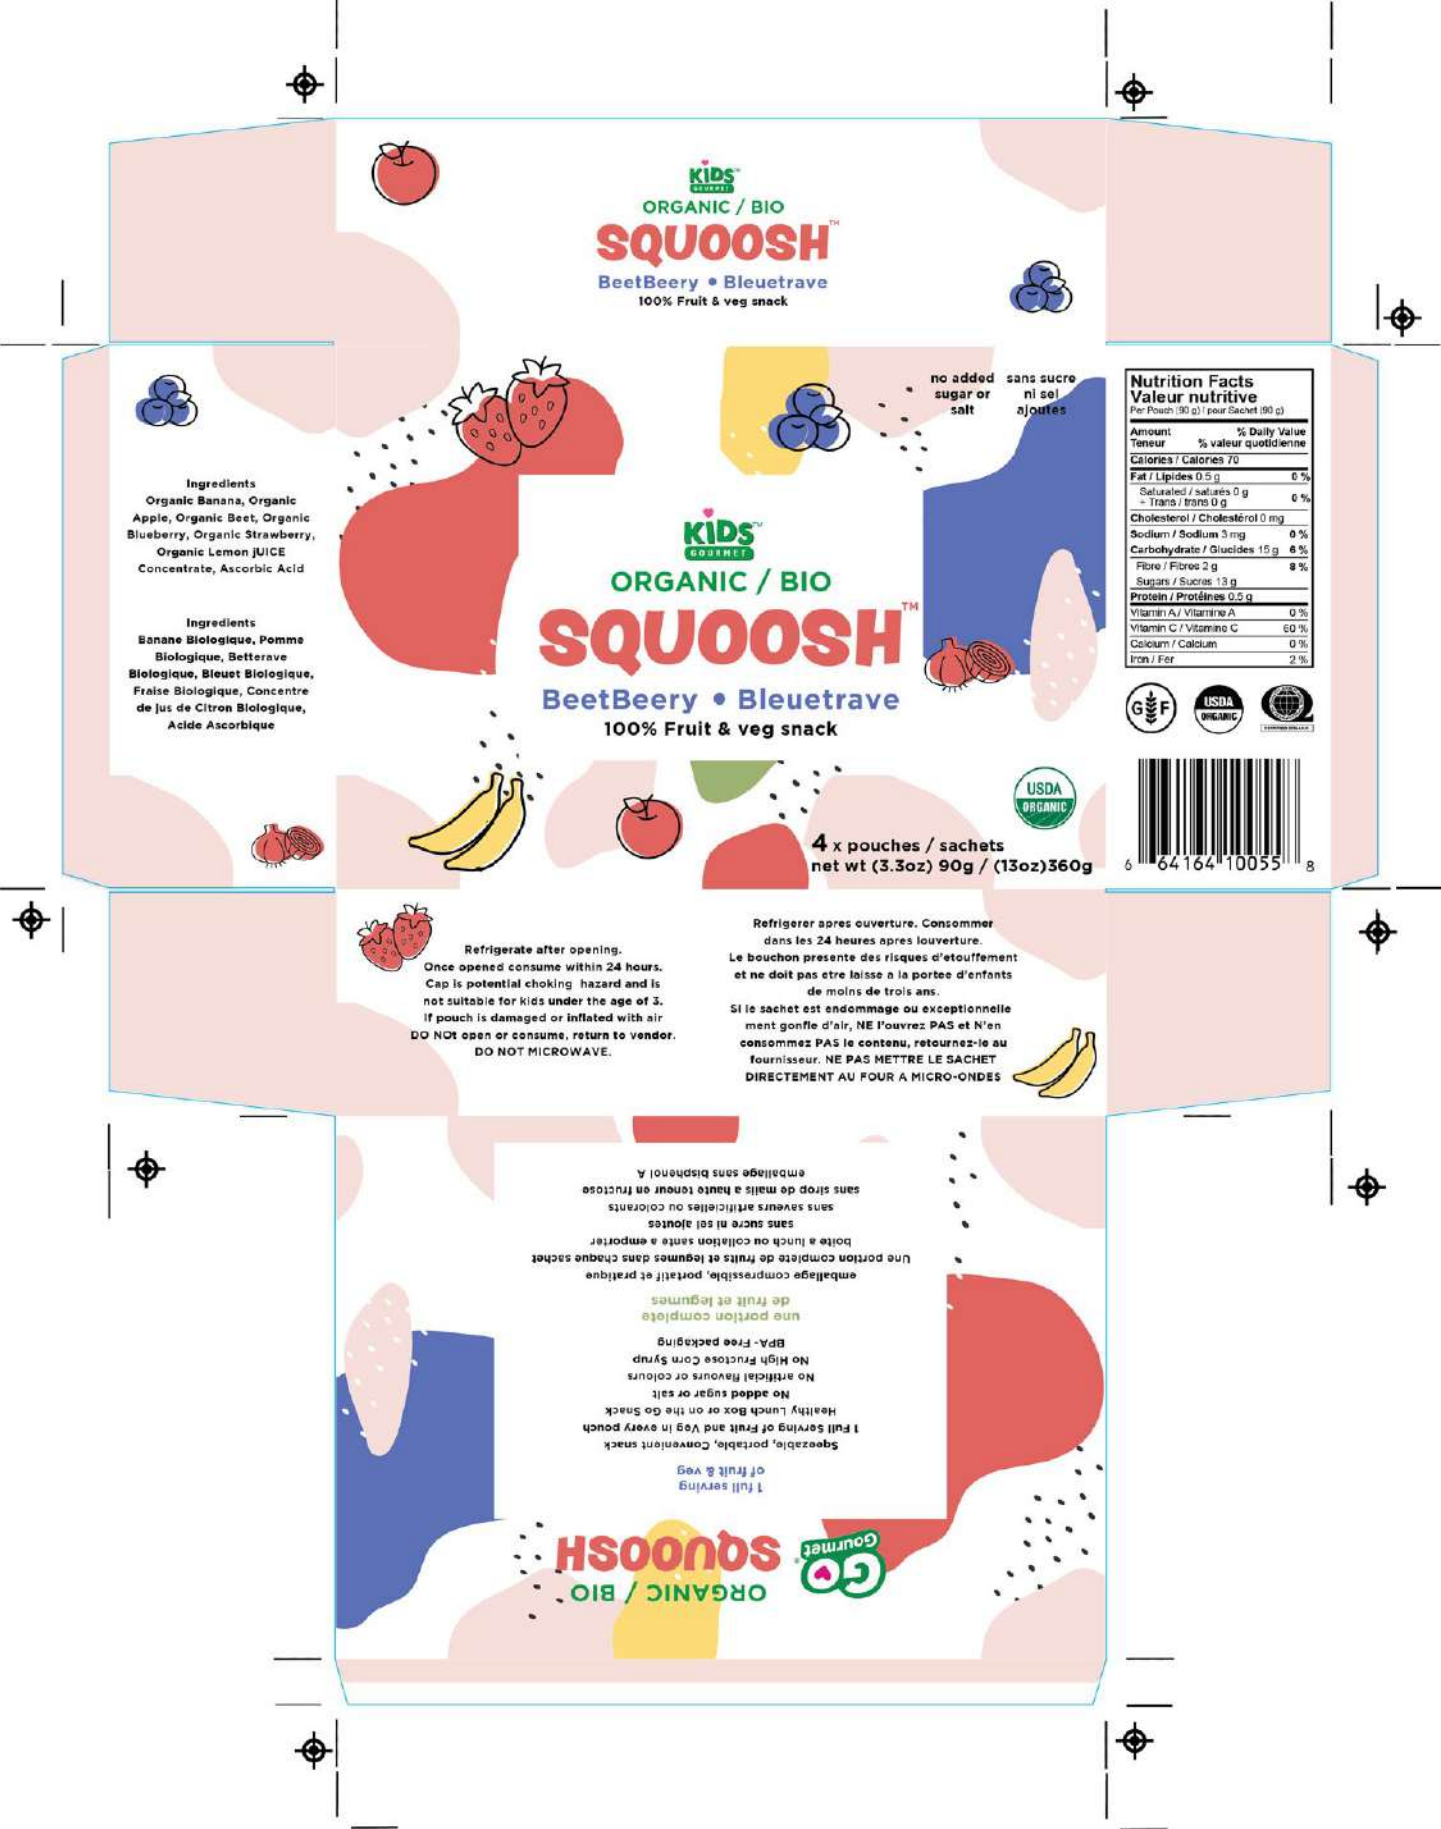 KiDS™
GOURMET
ORGANIC / BIO
SQUOOSH™
BeetBeery • Bleuetrave
100% Fruit & veg snack
Ingredients
Organic Banana, Organic
Apple, Organic Beet, Organic
Blueberry, Organic Strawberry,
Organic Lemon jUICE
Concentrate, Ascorbic Acid
Ingredients
Banane Biologique, Pomme
Biologique, Betterave
Biologique, Bleuet Biologique,
Fraise Biologique, Concentre
de jus de Citron Biologique,
Acide Ascorbique
no added
sugar or
salt
sans sucre
ni sel
ajoutes
KiDS™
GOURMET
ORGANIC / BIO
SQUOOSH™
BeetBeery • Bleuetrave
100% Fruit & veg snack
USDA
ORGANIC
4 x pouches / sachets
net wt (3.3oz) 90g / (13oz)360g
Nutrition Facts
Valeur nutritive
Per Pouch (90 g) / pour Sachet (90 g)
Amount % Daily Value
Teneur % valeur quotidienne
Calories / Calories 70
Fat / Lipides 0.5 g 0 %
Saturated / saturés 0 g
+ Trans / trans 0 g 0 %
Cholesterol / Cholestérol 0 mg
Sodium / Sodium 3 mg 0 %
Carbohydrate / Glucides 15 g 6 %
Fibre / Fibres 2 g 8 %
Sugars / Sucres 13 g
Protein / Protéines 0.5 g
Vitamin A / Vitamine A 0 %
Vitamin C / Vitamine C 60 %
Calcium / Calcium 0 %
Iron / Fer 2 %
G F
USDA
ORGANIC
6 64164 10055 8
Refrigerate after opening.
Once opened consume within 24 hours.
Cap is potential choking hazard and is
not suitable for kids under the age of 3.
If pouch is damaged or inflated with air
DO NOt open or consume, return to vendor.
DO NOT MICROWAVE.
Refrigerer apres ouverture. Consommer
dans les 24 heures apres louverture.
Le bouchon presente des risques d'etouffement
et ne doit pas etre laisse a la portee d'enfants
de moins de trois ans.
Si le sachet est endommage ou exceptionnelle
ment gonfle d'air, NE l'ouvrez PAS et N'en
consommez PAS le contenu, retournez-le au
fournisseur. NE PAS METTRE LE SACHET
DIRECTEMENT AU FOUR A MICRO-ONDES
GO
Gourmet
ORGANIC / BIO
SQUOOSH
1 full serving
of fruit & veg
Squeezable, portable, Convenient snack
1 Full Serving of Fruit and Veg in every pouch
Healthy Lunch Box or on the Go Snack
No added sugar or salt
No artificial flavours or colours
No High Fructose Corn Syrup
BPA- Free packaging
une portion complete
de fruit et legumes
emballage compressible, portatif et pratique
Une portion complete de fruits et legumes dans chaque sachet
boite a lunch ou collation sante a emporter
sans sucre ni sel ajoutes
sans saveurs artificielles ou colorants
sans sirop de mails a haute teneur en fructose
emballage sans bisphenol A